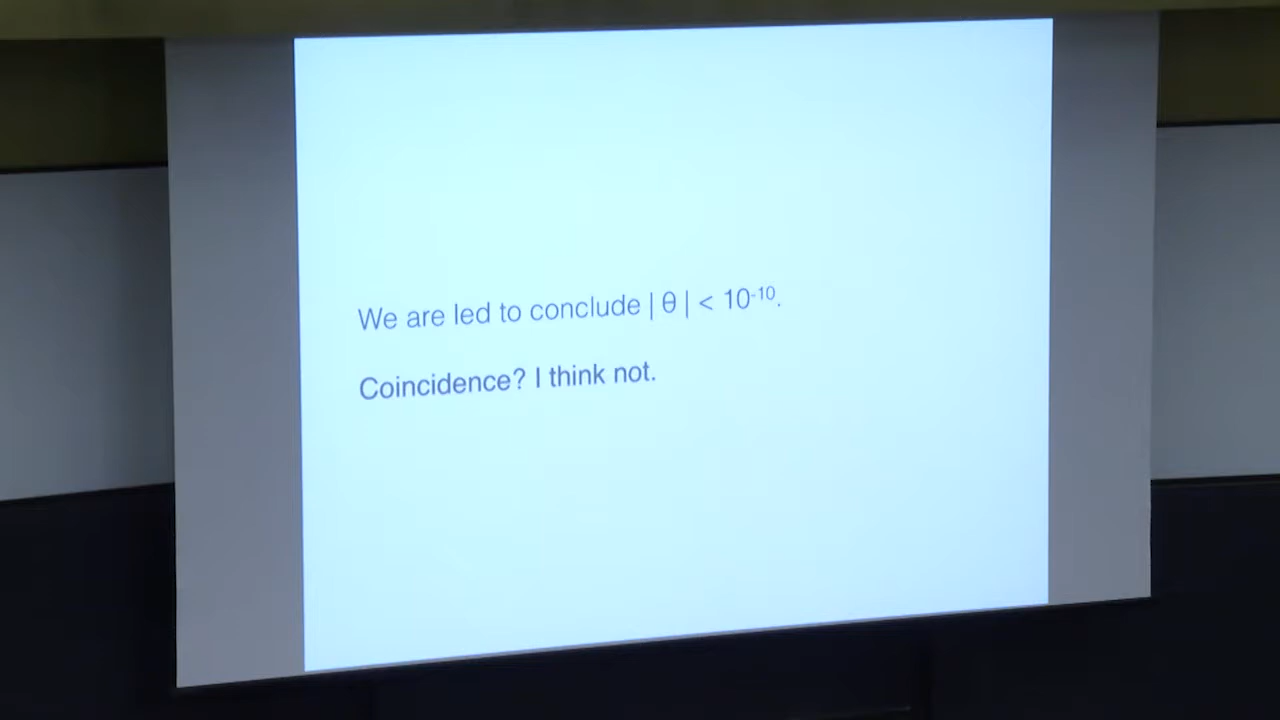 We are led to conclude | θ | < 10⁻¹⁰.
Coincidence? I think not.